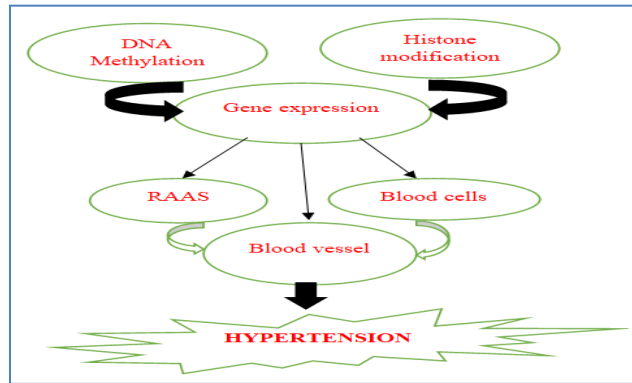 DNA
Methylation
Histone
modification
Gene expression
RAAS
Blood cells
Blood vessel
HYPERTENSION